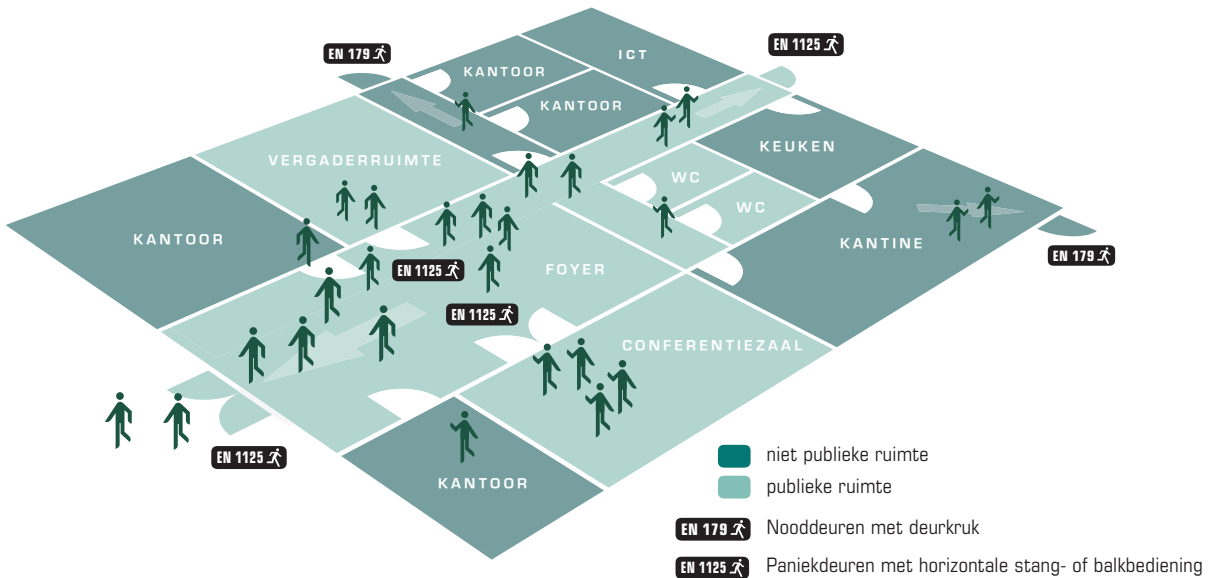 EN 179
EN 1125
ICT
KANTOOR
KANTOOR
VERGADERRUIMTE
KEUKEN
WC
WC
KANTOOR
KANTINE
EN 179
EN 1125
FOYER
EN 1125
CONFERENTIEZAAL
EN 1125
KANTOOR
niet publieke ruimte
publieke ruimte
EN 179 Nooddeuren met deurkruk
EN 1125 Paniekdeuren met horizontale stang- of balkbediening